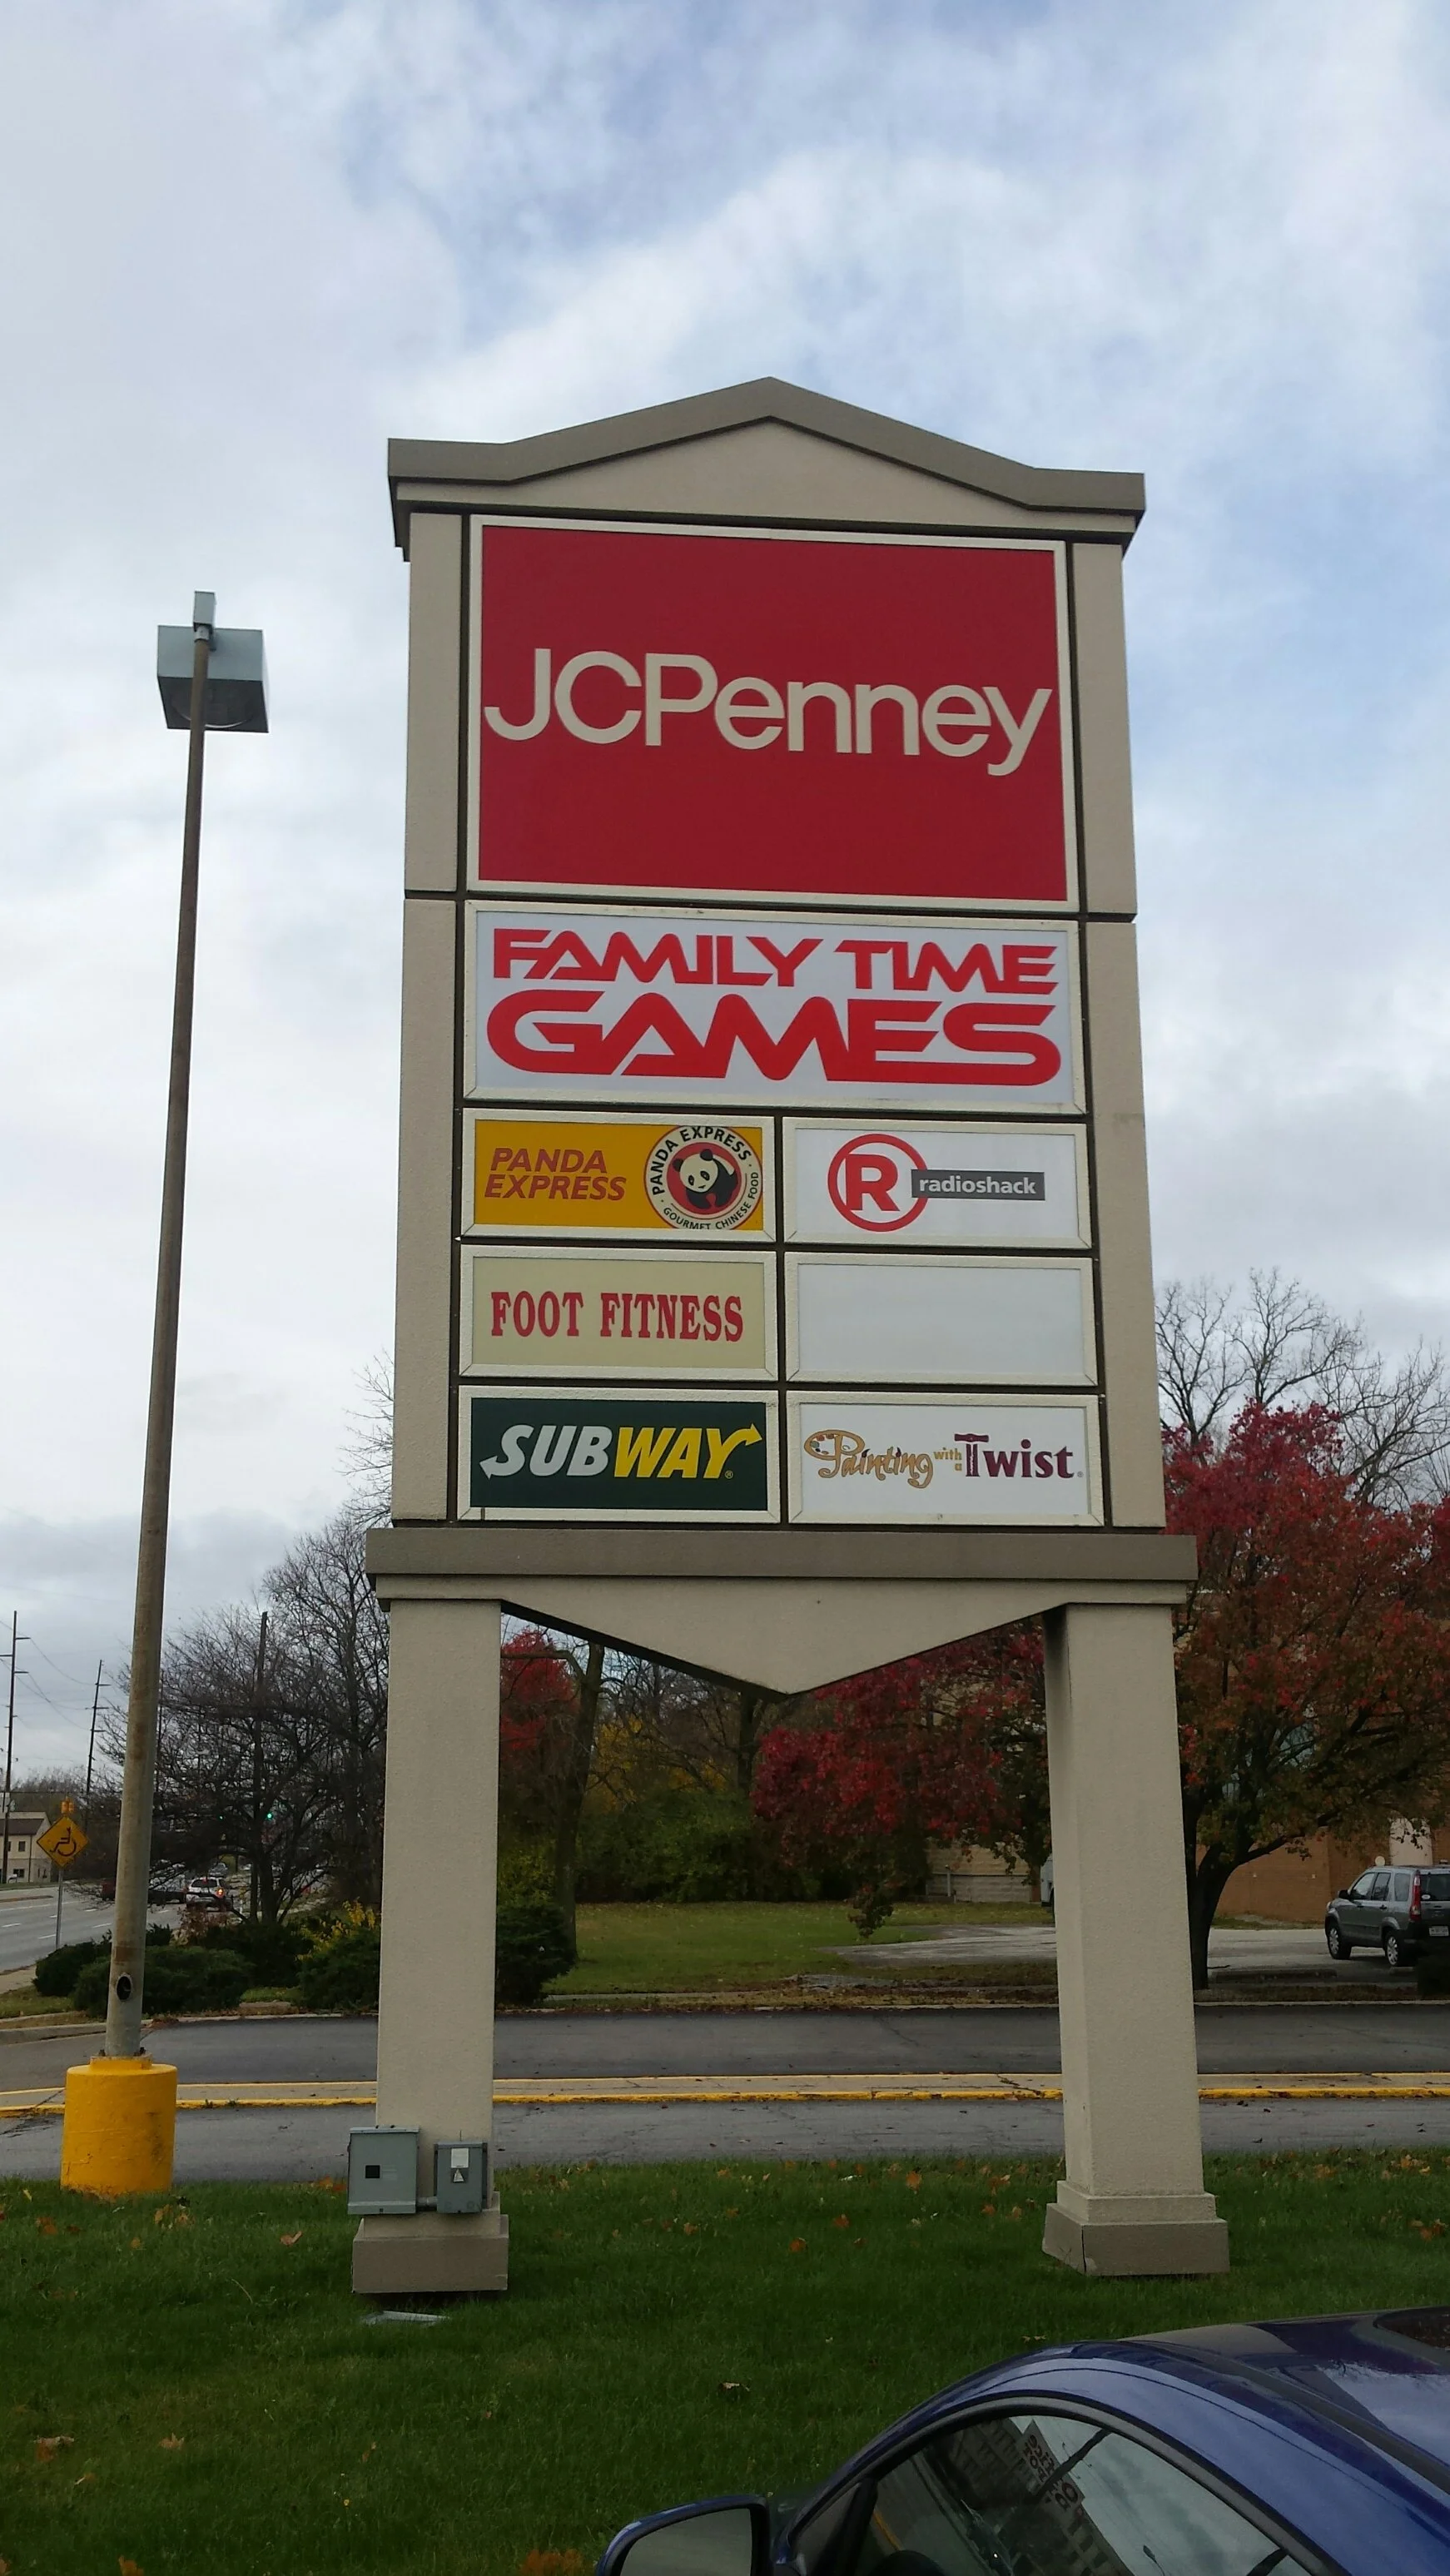 JCPenney
FAMILY TIME
GAMES
PANDA
EXPRESS
PANDA EXPRESS
GOURMET CHINESE FOOD
R
radioshack
FOOT FITNESS
SUBWAY®
Painting with a Twist